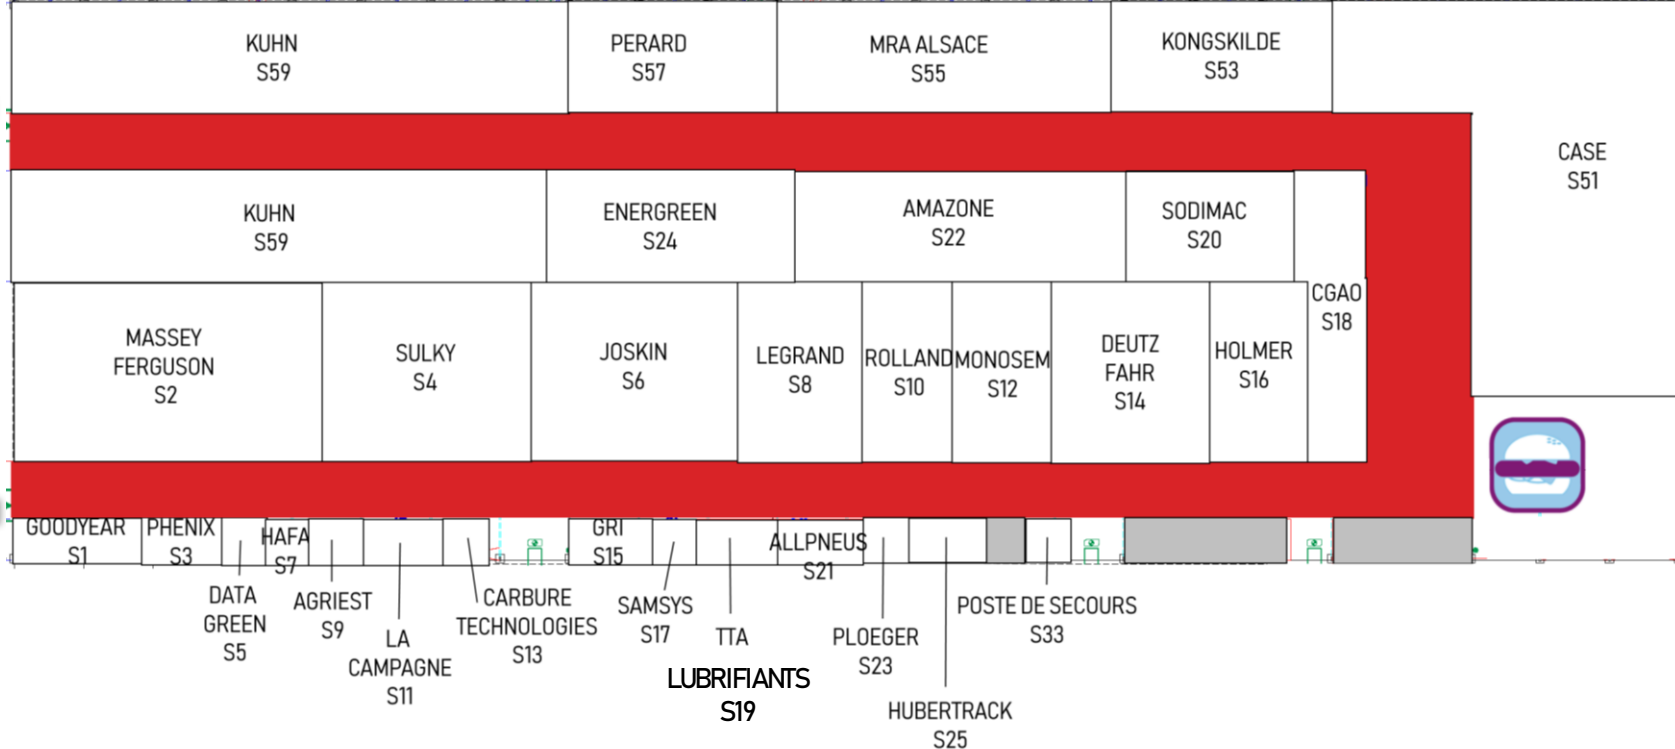 KUHN
S59
PERARD
S57
MRA ALSACE
S55
KONGSKILDE
S53
CASE
S51
KUHN
S59
ENERGREEN
S24
AMAZONE
S22
SODIMAC
S20
CGAO
S18
MASSEY
FERGUSON
S2
SULKY
S4
JOSKIN
S6
LEGRAND
S8
ROLLAND
S10
MONOSEM
S12
DEUTZ
FAHR
S14
HOLMER
S16
GOODYEAR
S1
PHENIX
S3
DATA
GREEN
S5
HAFA
S7
AGRIEST
S9
LA
CAMPAGNE
S11
CARBURE
TECHNOLOGIES
S13
GRI
S15
SAMSYS
S17
TTA
LUBRIFIANTS
S19
ALLPNEUS
S21
PLOEGER
S23
HUBERTRACK
S25
POSTE DE SECOURS
S33